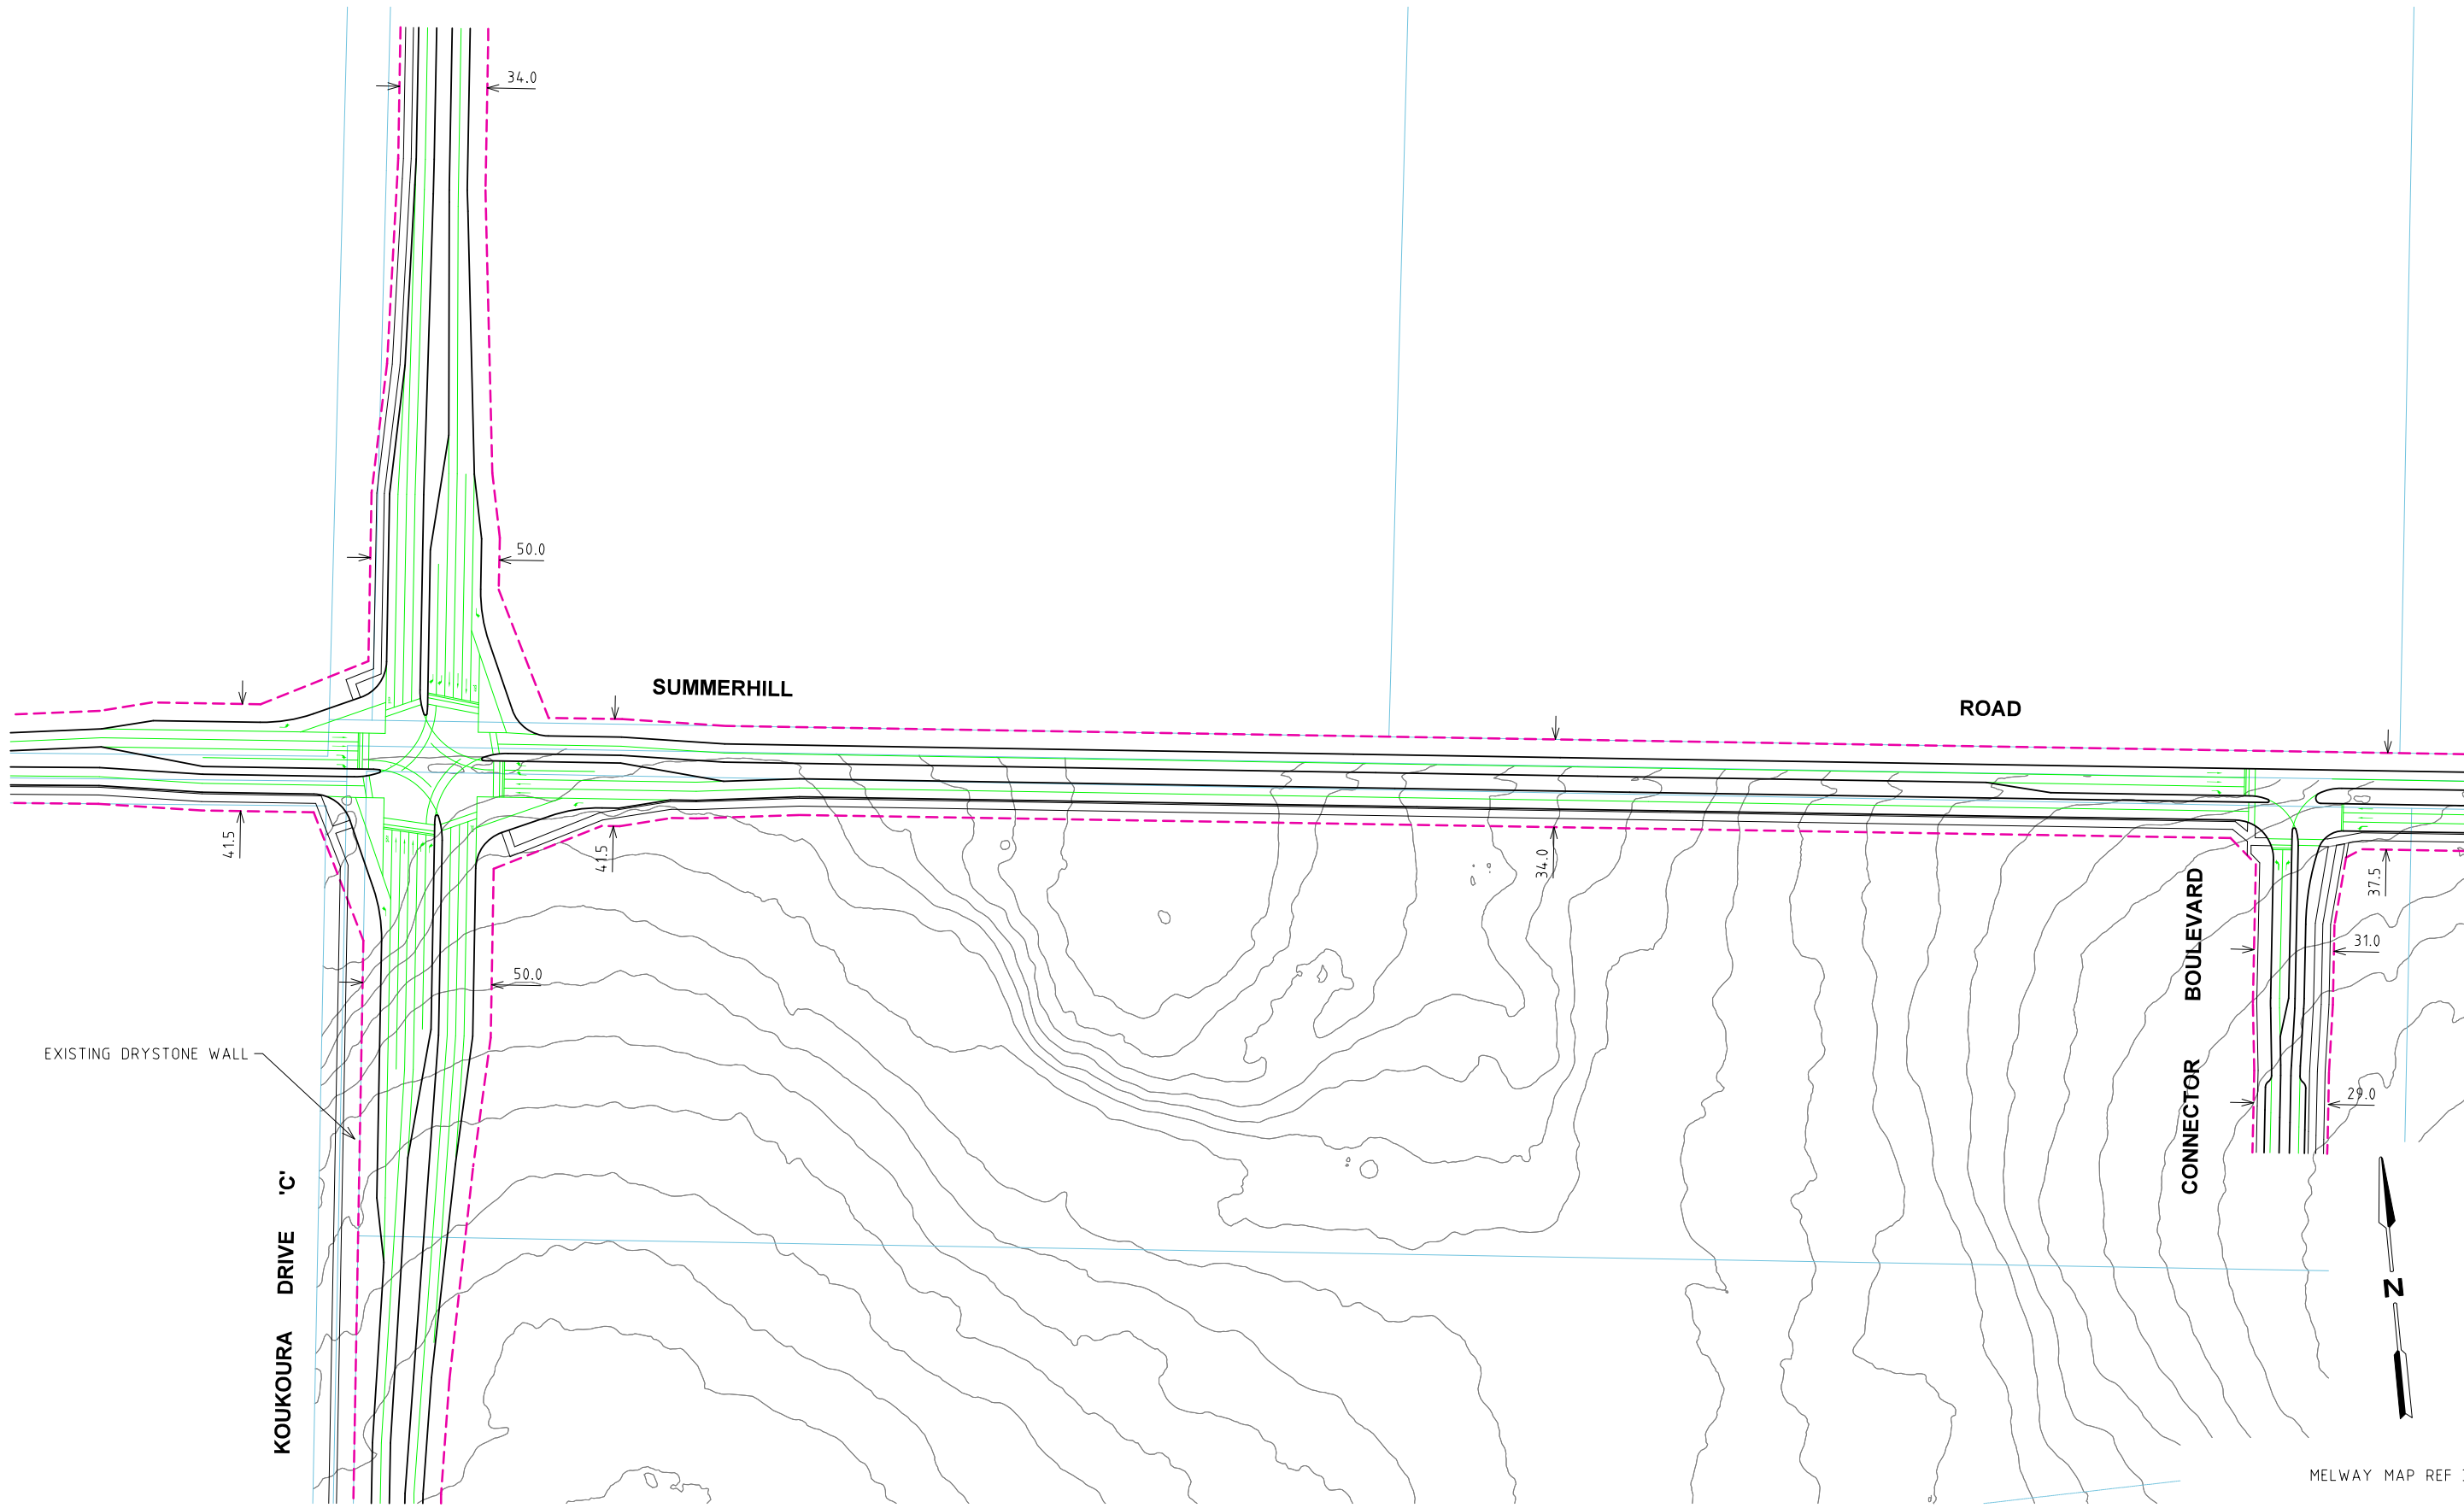 34.0
50.0
SUMMERHILL
ROAD
41.5
41.5
34.0
37.5
BOULEVARD
31.0
50.0
EXISTING DRYSTONE WALL
CONNECTOR
29.0
KOUKOURA DRIVE 'C'
N
MELWAY MAP REF